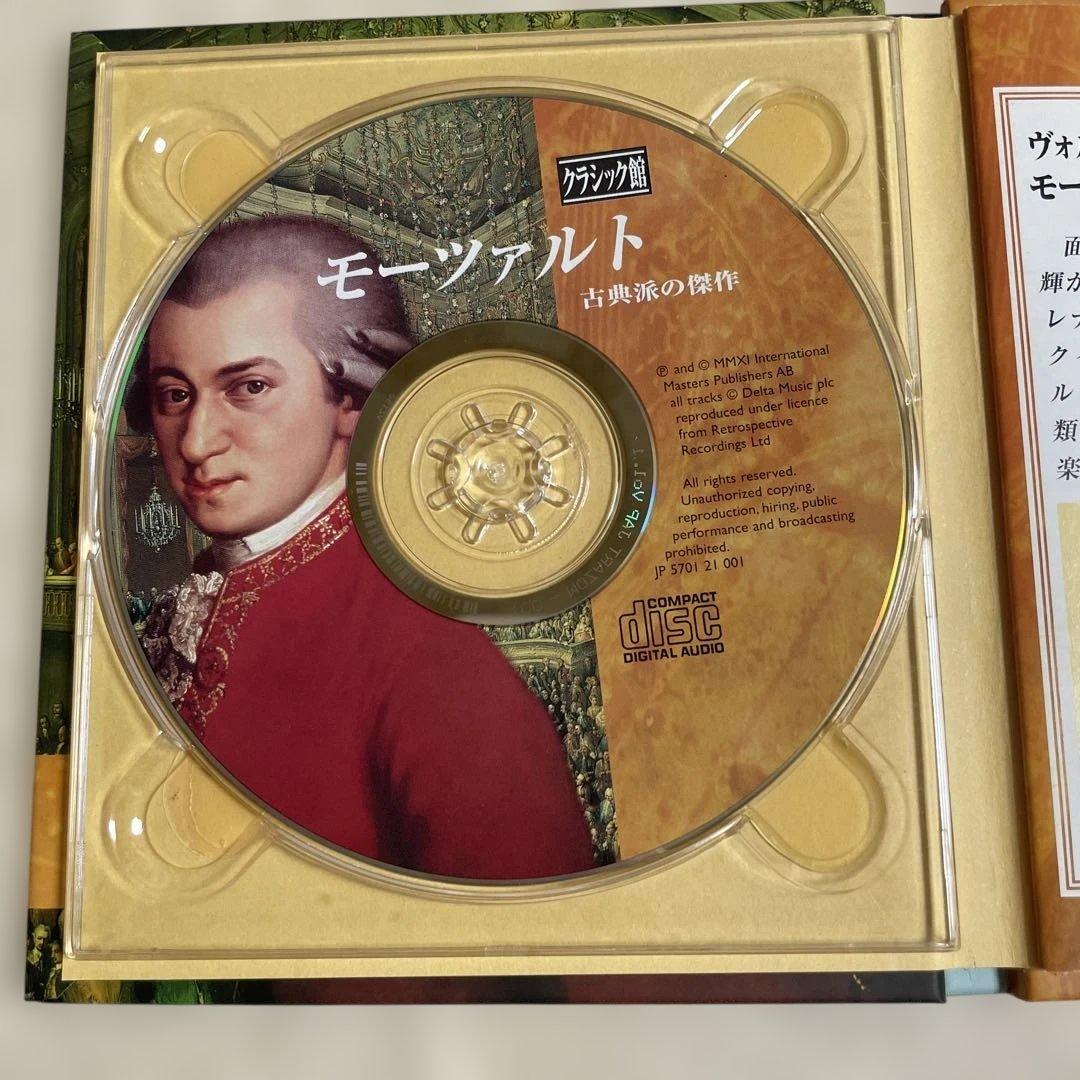 クラシック館
モーツァルト
古典派の傑作
℗ and © MMXI International
Masters Publishers AB
all tracks © Delta Music plc
reproduced under licence
from Retrospective
Recordings Ltd
All rights reserved.
Unauthorized copying,
reproduction, hiring, public
performance and broadcasting
prohibited.
JP 5701 21 001
COMPACT
disc
DIGITAL AUDIO
ヴォ
モー
面
輝か
レ
ク
ル
類
楽